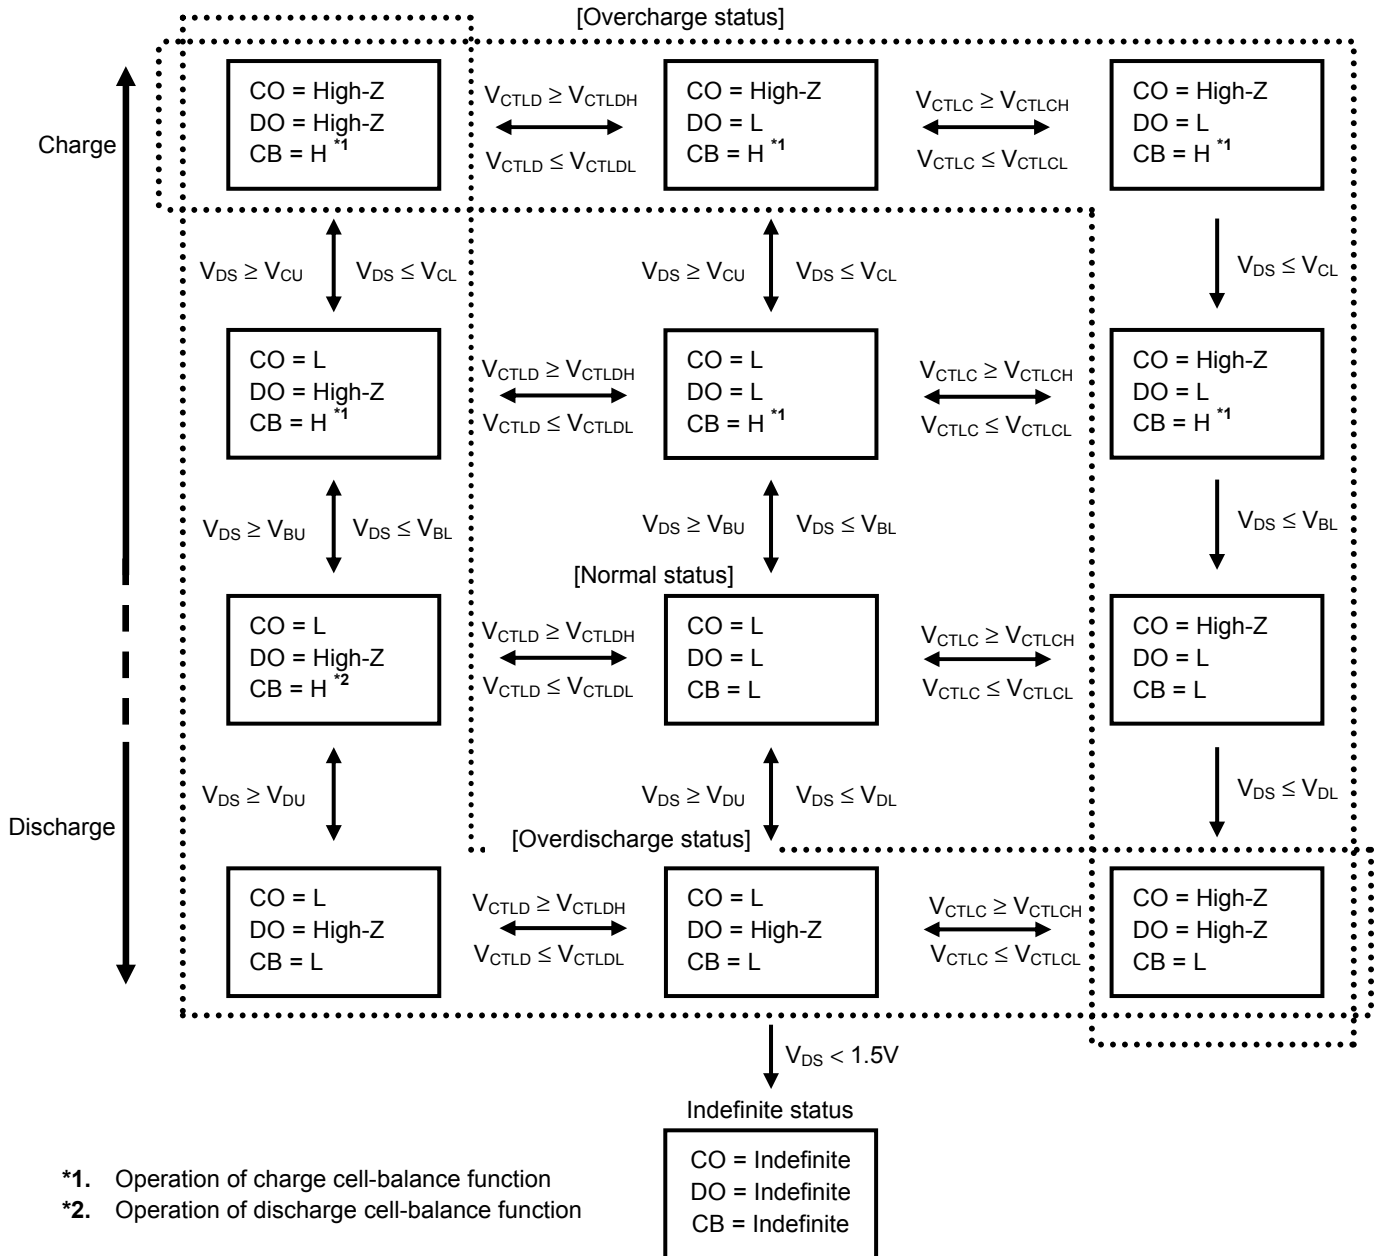 [Overcharge status]
Charge
CO = High-Z
DO = High-Z
CB = H *1
VCTLD ≥ VCTLDH
VCTLD ≤ VCTLDL
CO = High-Z
DO = L
CB = H *1
VCTLC ≥ VCTLCH
VCTLC ≤ VCTLCL
CO = High-Z
DO = L
CB = H *1
VDS ≥ VCU VDS ≤ VCL
VDS ≥ VCU VDS ≤ VCL
VDS ≤ VCL
CO = L
DO = High-Z
CB = H *1
VCTLD ≥ VCTLDH
VCTLD ≤ VCTLDL
CO = L
DO = L
CB = H *1
VCTLC ≥ VCTLCH
VCTLC ≤ VCTLCL
CO = High-Z
DO = L
CB = H *1
VDS ≥ VBU VDS ≤ VBL
VDS ≥ VBU VDS ≤ VBL
VDS ≤ VBL
[Normal status]
CO = L
DO = High-Z
CB = H *2
VCTLD ≥ VCTLDH
VCTLD ≤ VCTLDL
CO = L
DO = L
CB = L
VCTLC ≥ VCTLCH
VCTLC ≤ VCTLCL
CO = High-Z
DO = L
CB = L
VDS ≥ VDU
VDS ≥ VDU VDS ≤ VDL
VDS ≤ VDL
Discharge
[Overdischarge status]
CO = L
DO = High-Z
CB = L
VCTLD ≥ VCTLDH
VCTLD ≤ VCTLDL
CO = L
DO = High-Z
CB = L
VCTLC ≥ VCTLCH
VCTLC ≤ VCTLCL
CO = High-Z
DO = High-Z
CB = L
VDS < 1.5V
Indefinite status
CO = Indefinite
DO = Indefinite
CB = Indefinite
*1. Operation of charge cell-balance function
*2. Operation of discharge cell-balance function